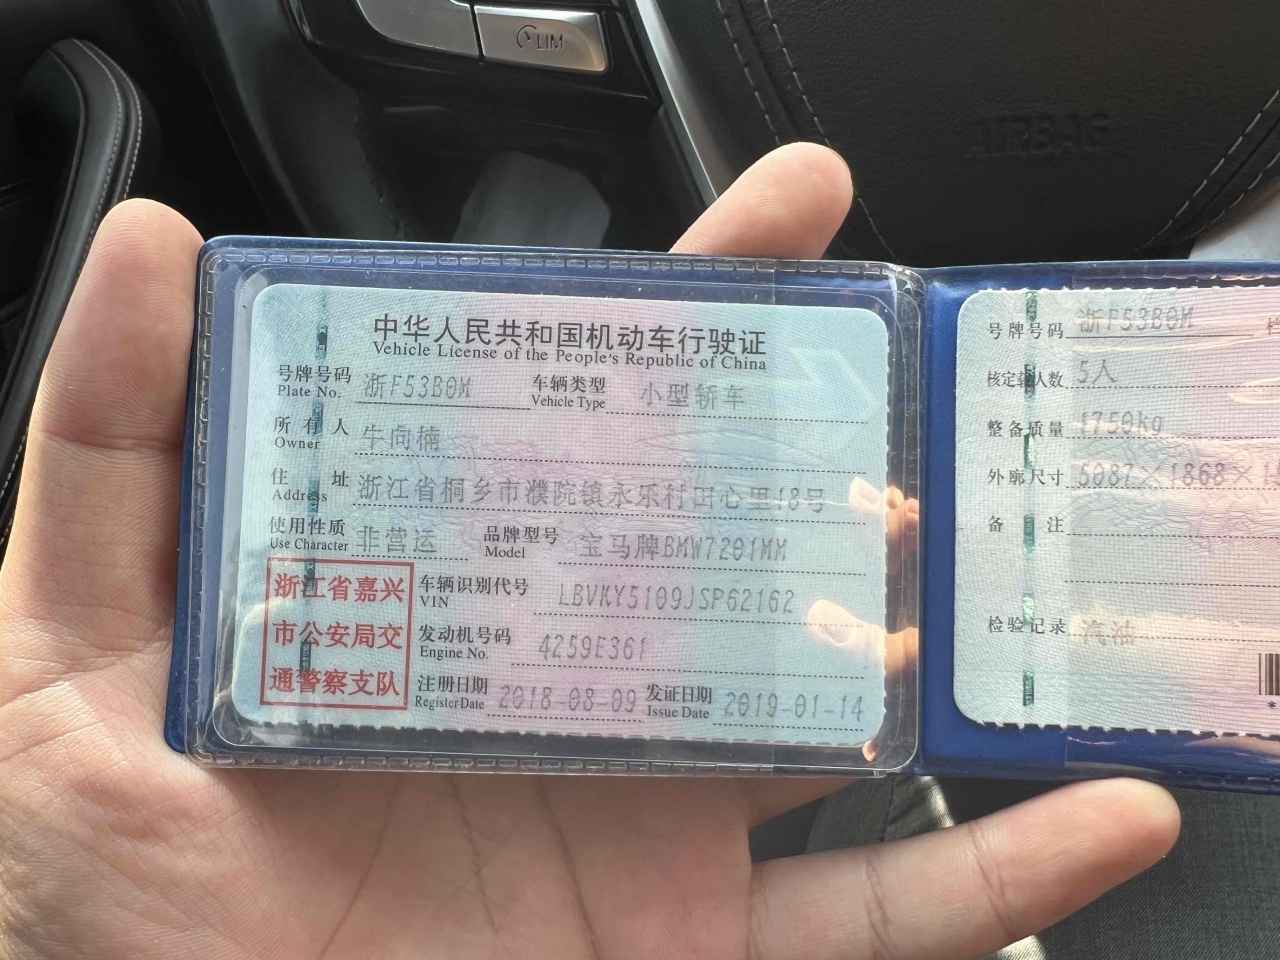 LIM
AIRBAG
中华人民共和国机动车行驶证
Vehicle License of the People's Republic of China
号牌号码 Plate No. 浙F53B0M 车辆类型 Vehicle Type 小型轿车
所有人 Owner 牛向楠
住址 Address 浙江省桐乡市濮院镇永乐村田心里18号
使用性质 Use Character 非营运 品牌型号 Model 宝马牌BMW7201MM
浙江省嘉兴
市公安局交
通警察支队
车辆识别代号 VIN LBVKY5109JSP62162
发动机号码 Engine No. 4259E361
注册日期 Register Date 2018-08-09 发证日期 Issue Date 2019-01-14
号牌号码 浙F53B0M
核定载人数 5人
整备质量 1750kg
外廓尺寸 5087×1868×
备注
检验记录 汽油
*